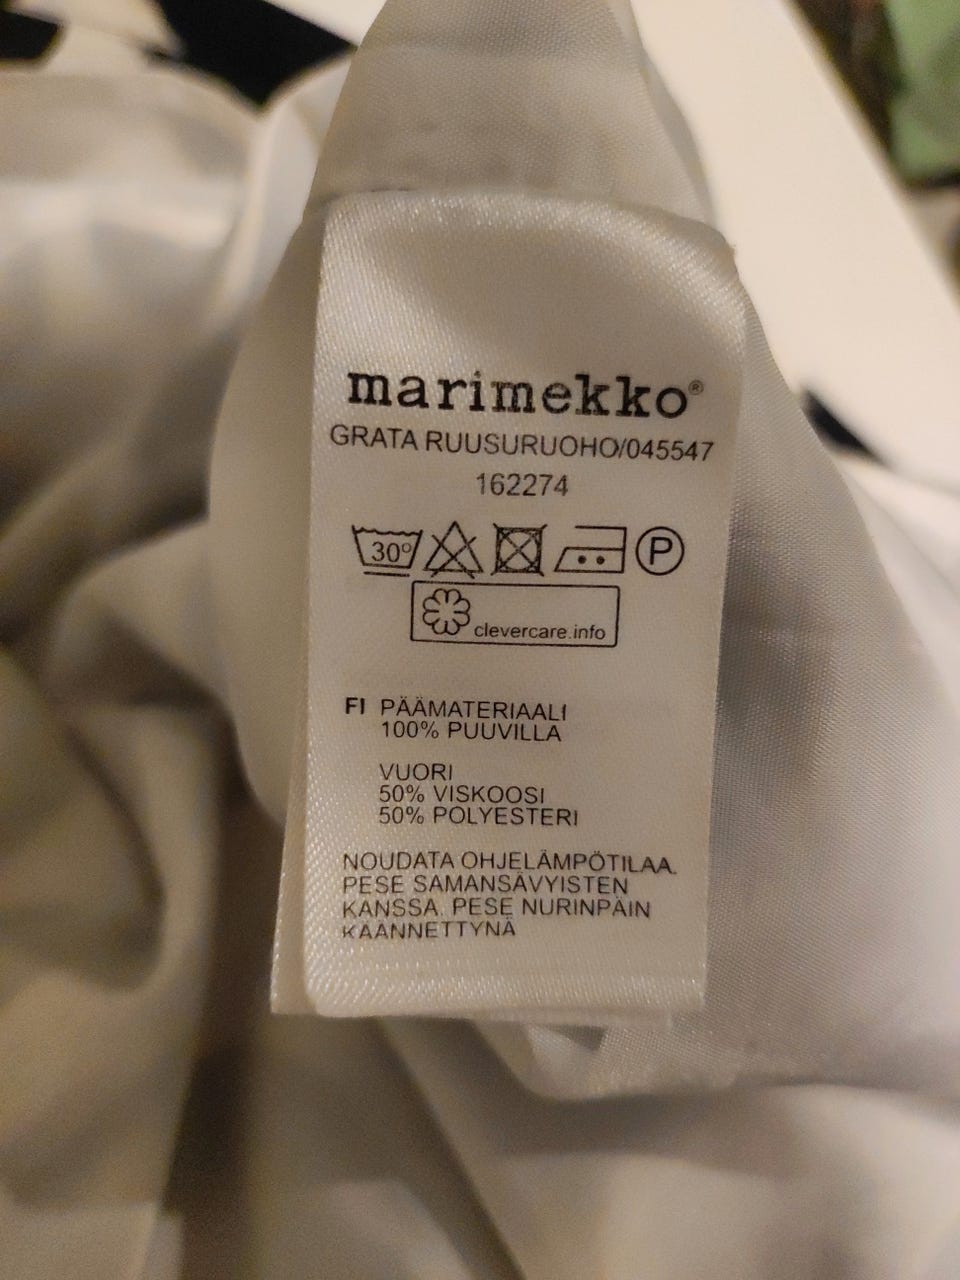 marimekko®
GRATA RUUSURUOHO/045547
162274
30° P
clevercare.info
FI PÄÄMATERIAALI
100% PUUVILLA
VUORI
50% VISKOOSI
50% POLYESTERI
NOUDATA OHJELÄMPÖTILAA.
PESE SAMANSÄVYISTEN
KANSSA. PESE NURINPÄIN
KÄÄNNETTYNÄ